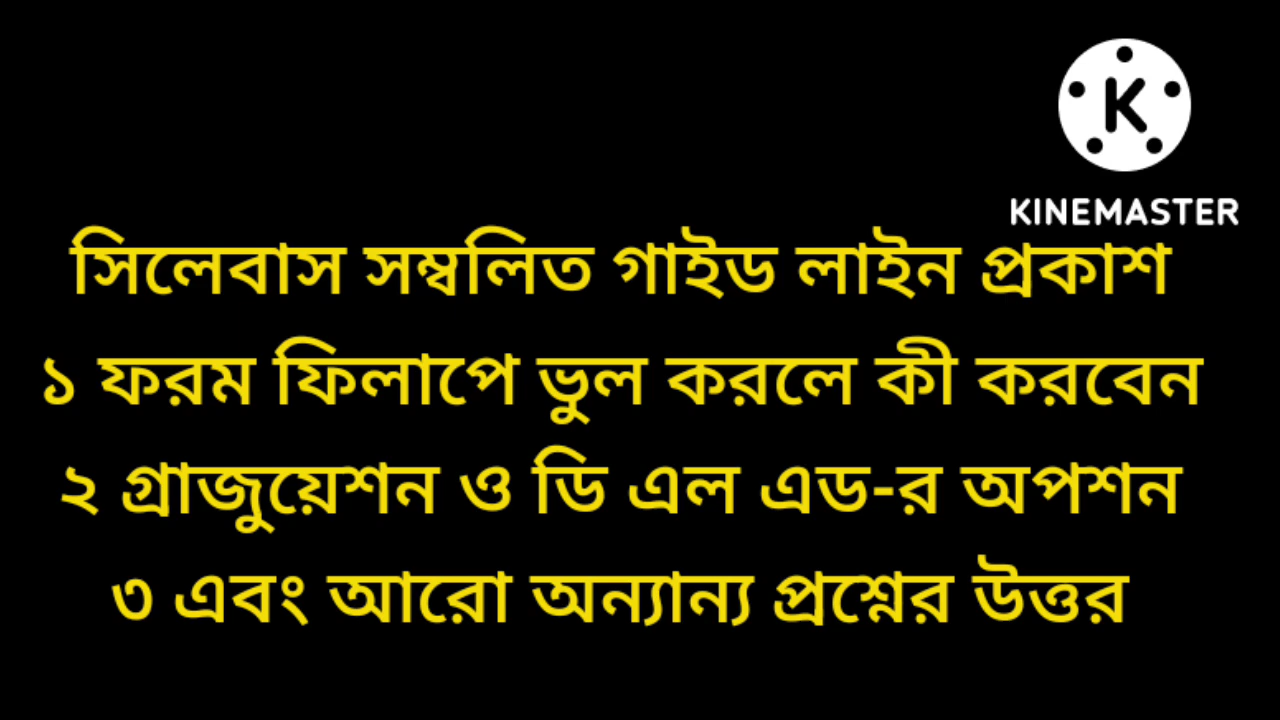 K
KINEMASTER
সিলেবাস সম্বলিত গাইড লাইন প্রকাশ
১ ফরম ফিলাপে ভুল করলে কী করবেন
২ গ্রাজুয়েশন ও ডি এল এড-র অপশন
৩ এবং আরো অন্যান্য প্রশ্নের উত্তর